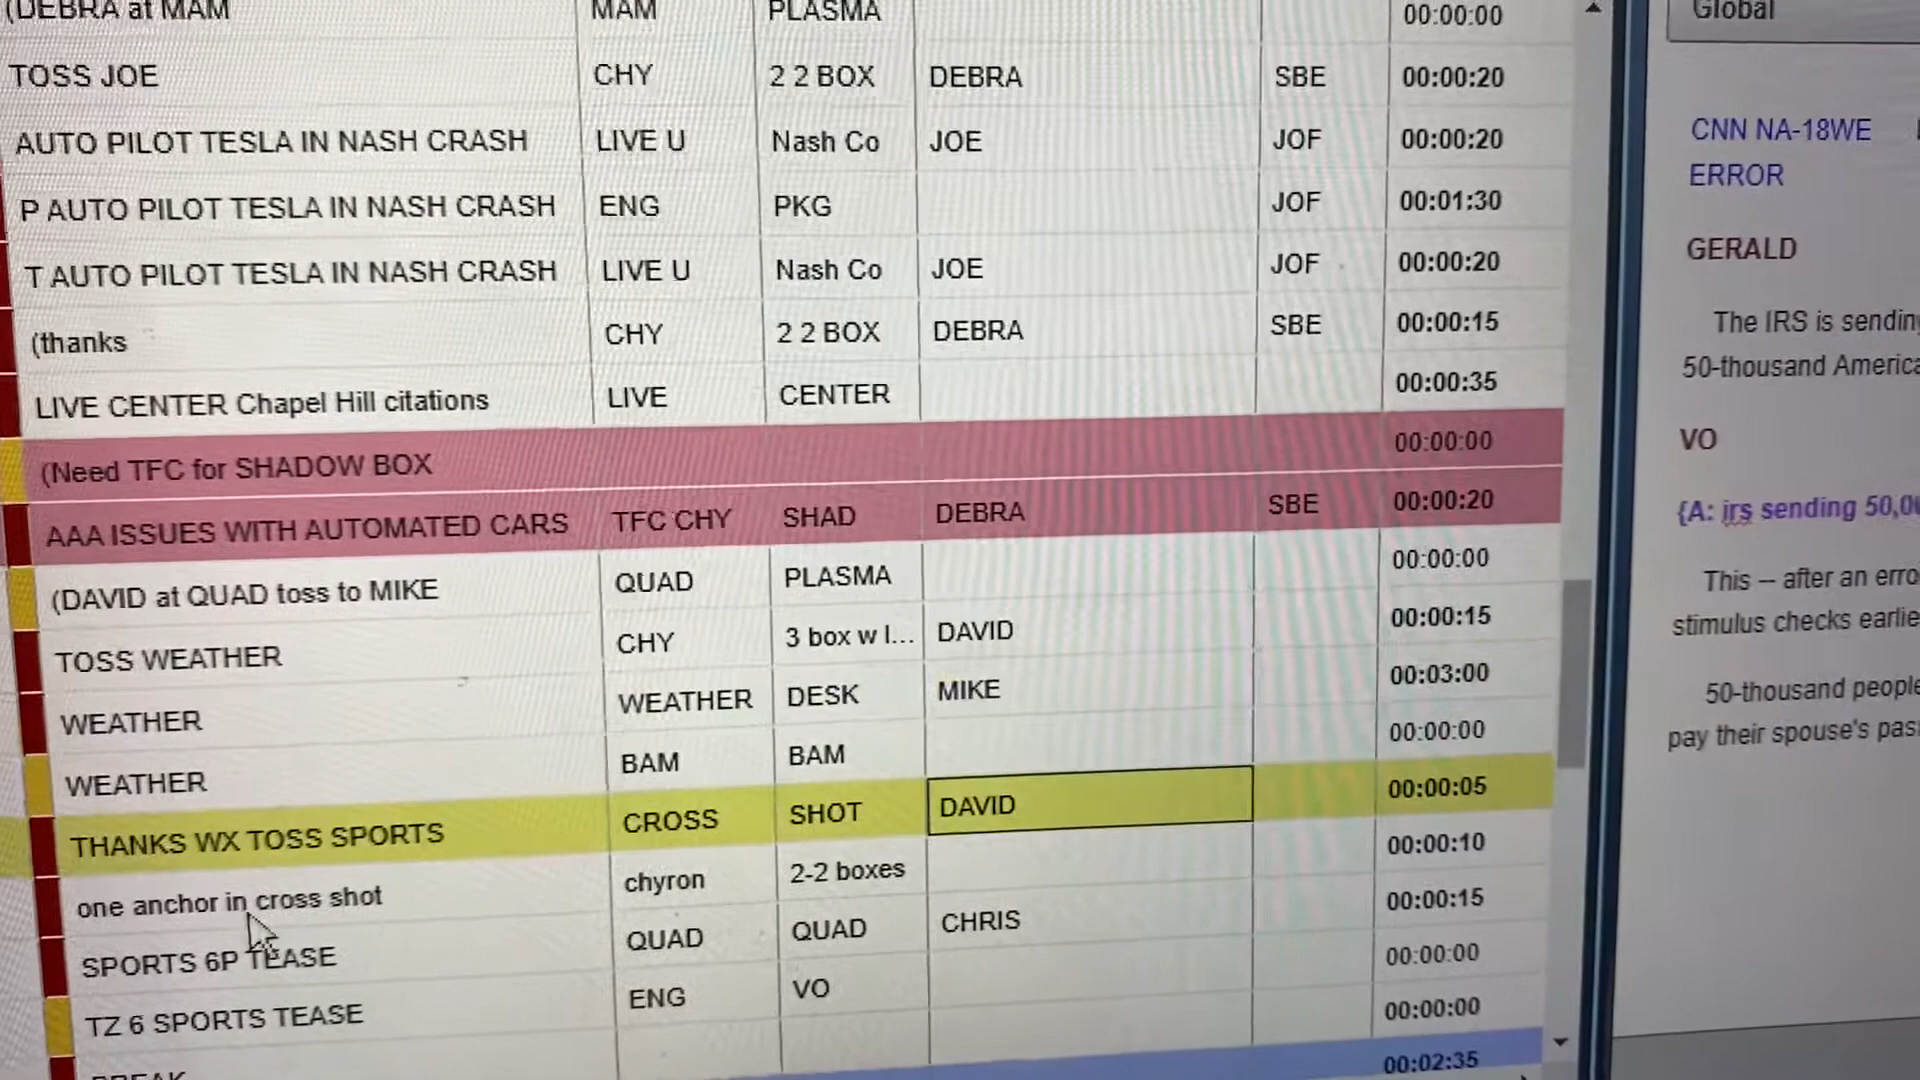 (DEBRA at MAM MAM PLASMA 00:00:00
TOSS JOE CHY 2 2 BOX DEBRA SBE 00:00:20
AUTO PILOT TESLA IN NASH CRASH LIVE U Nash Co JOE JOF 00:00:20
P AUTO PILOT TESLA IN NASH CRASH ENG PKG JOF 00:01:30
T AUTO PILOT TESLA IN NASH CRASH LIVE U Nash Co JOE JOF 00:00:20
(thanks CHY 2 2 BOX DEBRA SBE 00:00:15
LIVE CENTER Chapel Hill citations LIVE CENTER 00:00:35
(Need TFC for SHADOW BOX 00:00:00
AAA ISSUES WITH AUTOMATED CARS TFC CHY SHAD DEBRA SBE 00:00:20
(DAVID at QUAD toss to MIKE QUAD PLASMA 00:00:00
TOSS WEATHER CHY 3 box w l... DAVID 00:00:15
WEATHER WEATHER DESK MIKE 00:03:00
WEATHER BAM BAM 00:00:00
THANKS WX TOSS SPORTS CROSS SHOT DAVID 00:00:05
one anchor in cross shot chyron 2-2 boxes 00:00:10
SPORTS 6P TEASE QUAD QUAD CHRIS 00:00:15
TZ 6 SPORTS TEASE ENG VO 00:00:00
BREAK 00:00:00
00:02:35
Global
CNN NA-18WE
ERROR
GERALD
The IRS is sending
50-thousand America
VO
{A: irs sending 50,00
This -- after an erro
stimulus checks earlie
50-thousand people
pay their spouse's pas